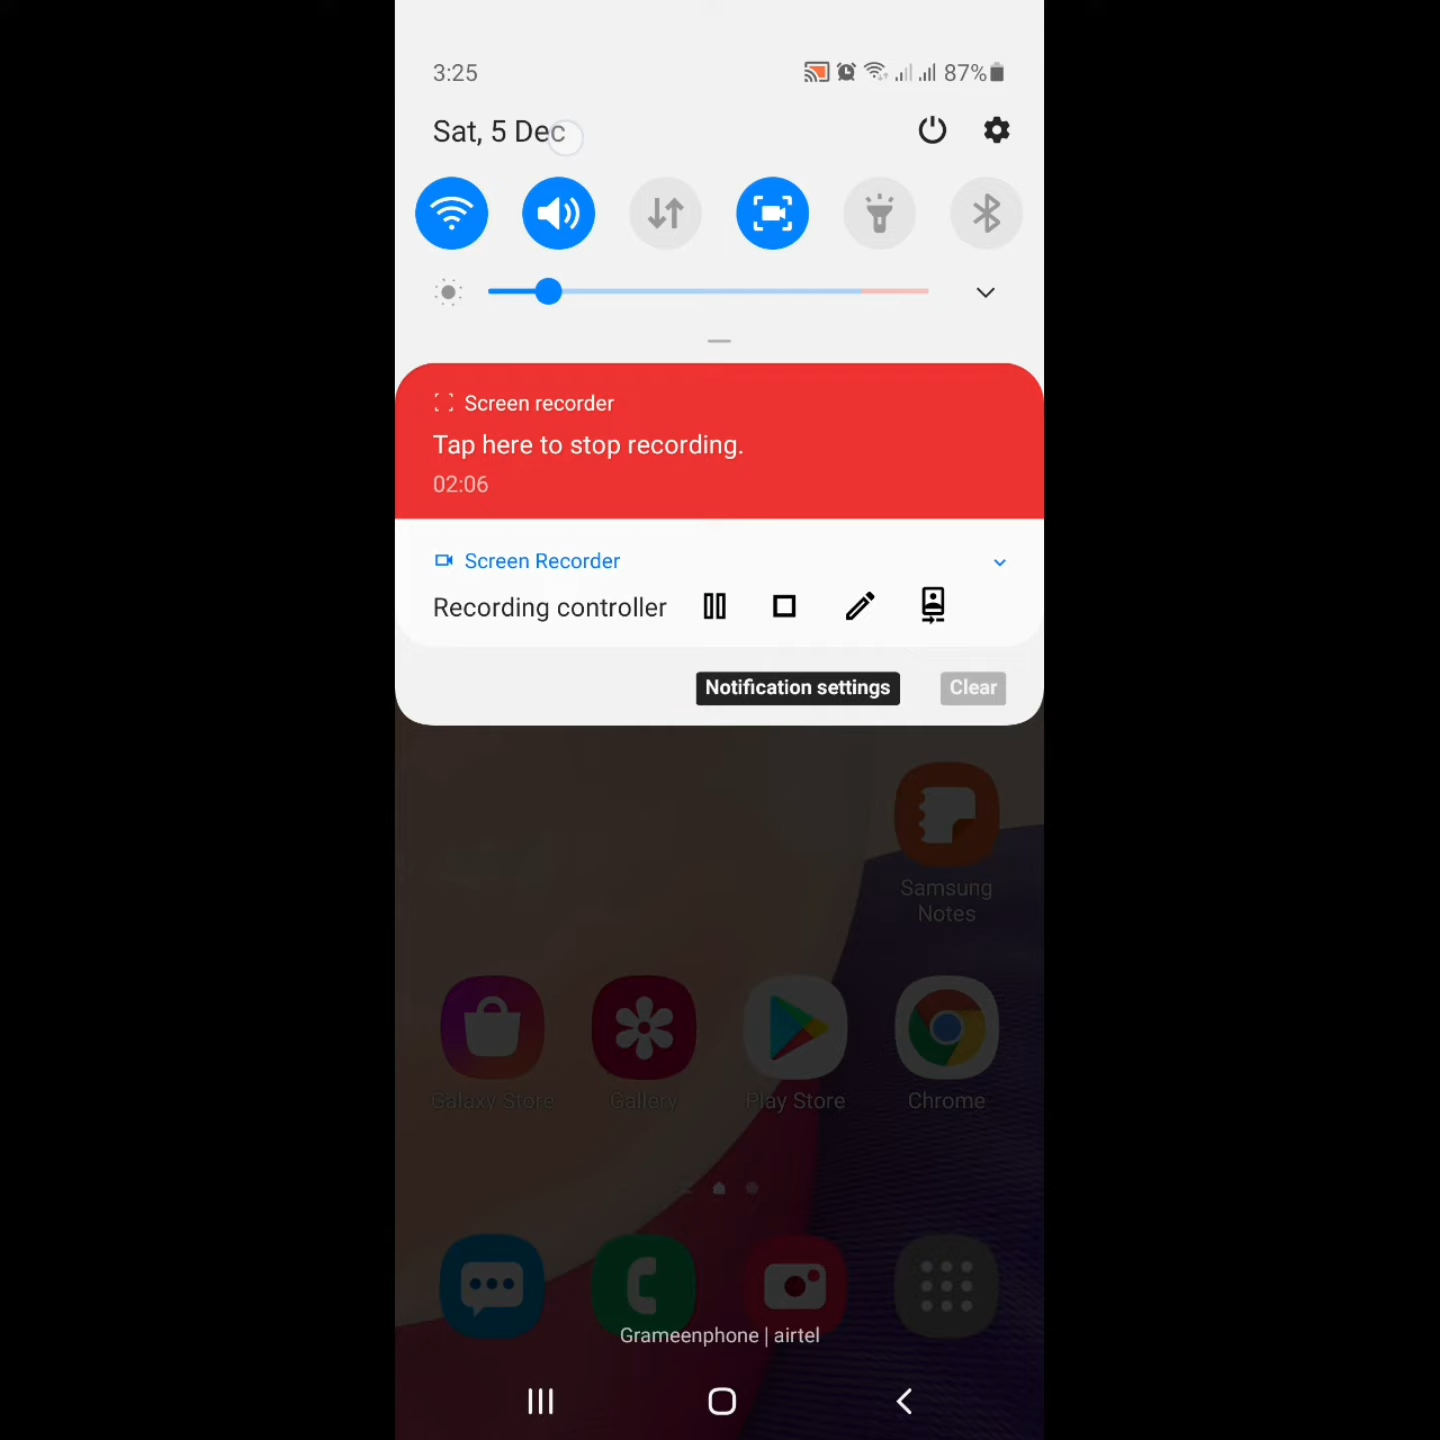 3:25
87%
Sat, 5 Dec
Screen recorder
Tap here to stop recording.
02:06
Screen Recorder
Recording controller
Notification settings
Clear
Samsung
Notes
Galaxy Store
Gallery
Play Store
Chrome
Grameenphone | airtel